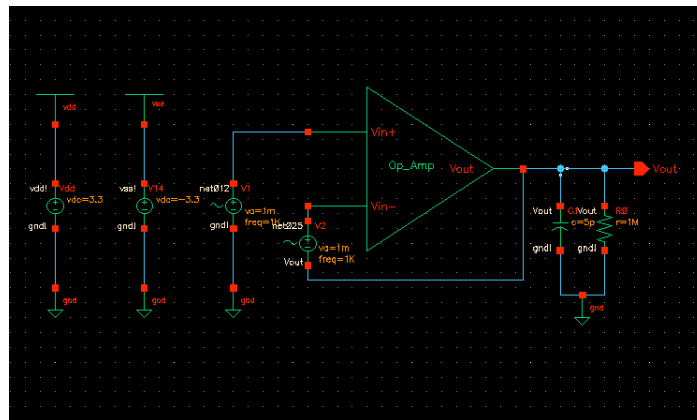 vdd
vss
vdd!
Vdd
vdc=3.3
gnd!
gnd
vss!
V14
vdc=-3.3
gnd!
gnd
net012
V1
va=1m
freq=1K
gnd!
gnd
Vin+
Op_Amp
Vout
Vin-
net025
V2
va=1m
freq=1K
Vout
Vout
Vout
c=5p
gnd!
Vout
R0
r=1M
gnd!
gnd